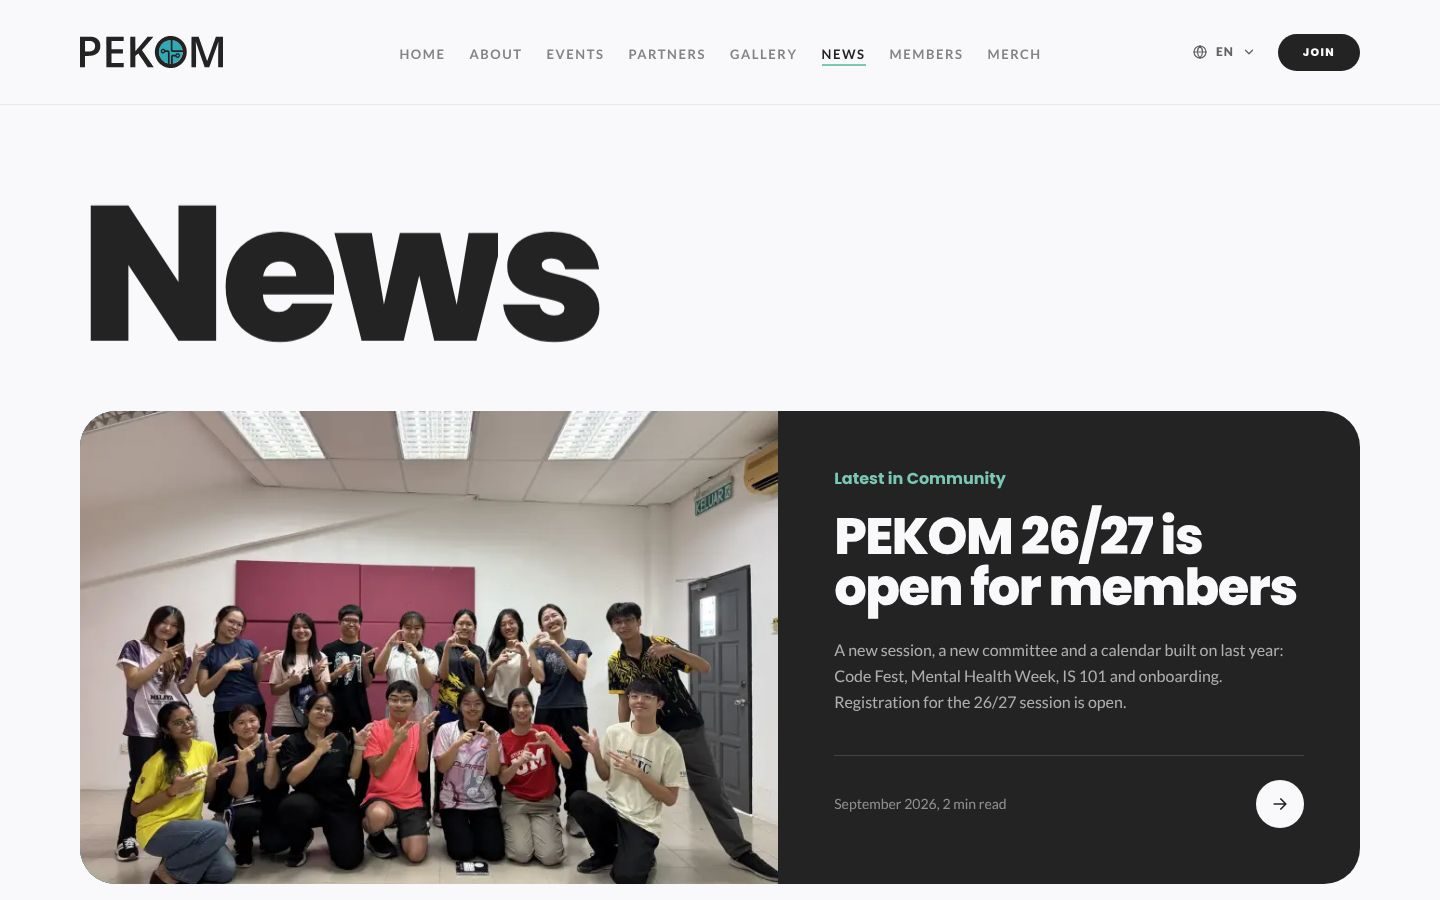 PEKOM
HOME
ABOUT
EVENTS
PARTNERS
GALLERY
NEWS
MEMBERS
MERCH
EN
JOIN
News
KELUAR
Latest in Community
PEKOM 26/27 is
open for members
A new session, a new committee and a calendar built on last year:
Code Fest, Mental Health Week, IS 101 and onboarding.
Registration for the 26/27 session is open.
September 2026, 2 min read